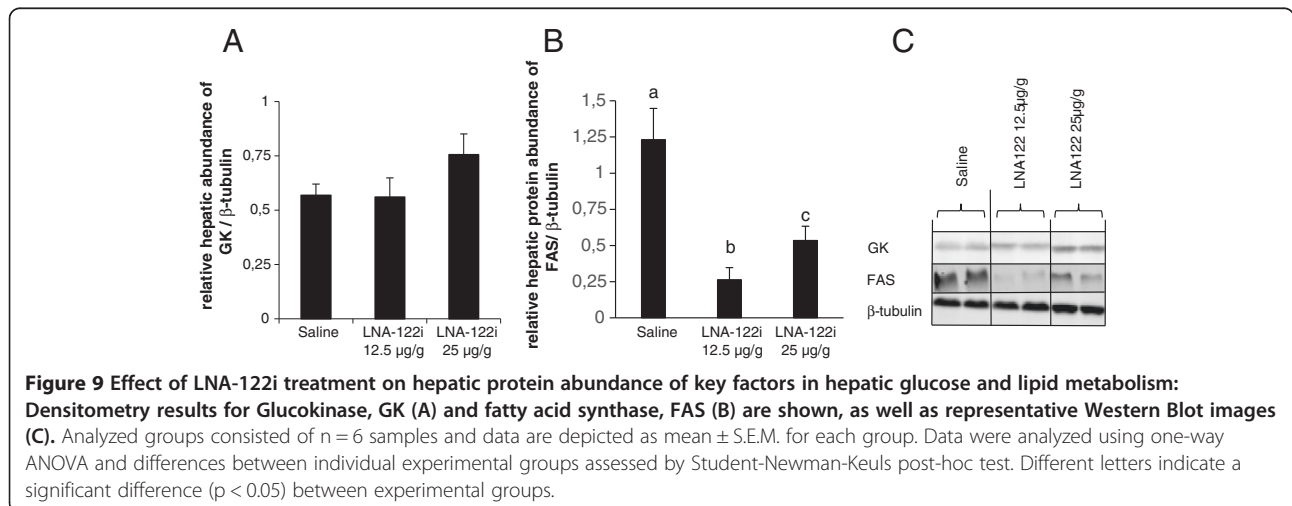 A
B
C
relative hepatic abundance of
GK / β-tubulin
1
0,75
0,5
0,25
0
Saline
LNA-122i
12.5 µg/g
LNA-122i
25 µg/g
relative hepatic protein abundance of
FAS/ β-tubulin
1,5
1,25
1
0,75
0,5
0,25
0
a
b
c
Saline
LNA-122i
12.5 µg/g
LNA-122i
25 µg/g
Saline
LNA122 12.5µg/g
LNA122 25µg/g
GK
FAS
β-tubulin
Figure 9 Effect of LNA-122i treatment on hepatic protein abundance of key factors in hepatic glucose and lipid metabolism:
Densitometry results for Glucokinase, GK (A) and fatty acid synthase, FAS (B) are shown, as well as representative Western Blot images
(C). Analyzed groups consisted of n = 6 samples and data are depicted as mean ± S.E.M. for each group. Data were analyzed using one-way
ANOVA and differences between individual experimental groups assessed by Student-Newman-Keuls post-hoc test. Different letters indicate a
significant difference (p < 0.05) between experimental groups.